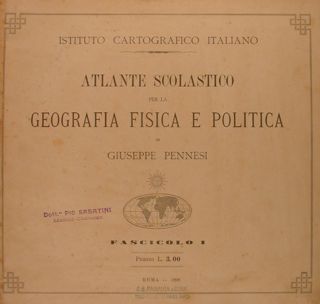 ISTITUTO CARTOGRAFICO ITALIANO
ATLANTE SCOLASTICO
PER LA
GEOGRAFIA FISICA E POLITICA
DI
GIUSEPPE PENNESI
Dott. PIO SABATINI
FASCICOLO I
PREZZO L. 3.00
ROMA